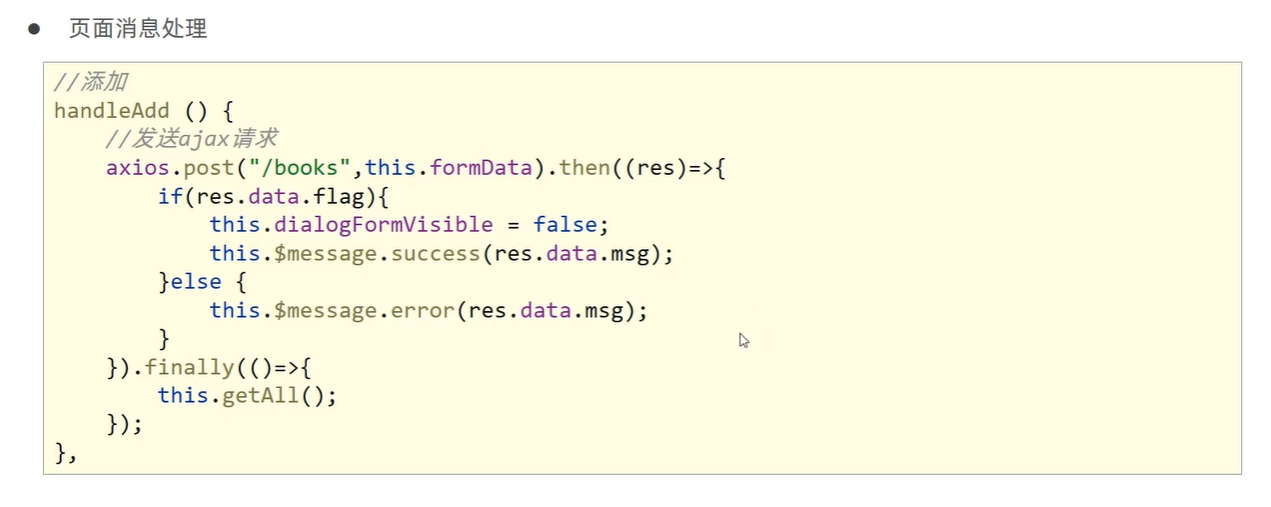 ● 页面消息处理
//添加
handleAdd () {
    //发送ajax请求
    axios.post("/books",this.formData).then((res)=>{
        if(res.data.flag){
            this.dialogFormVisible = false;
            this.$message.success(res.data.msg);
        }else {
            this.$message.error(res.data.msg);
        }
    }).finally(()=>{
        this.getAll();
    });
},